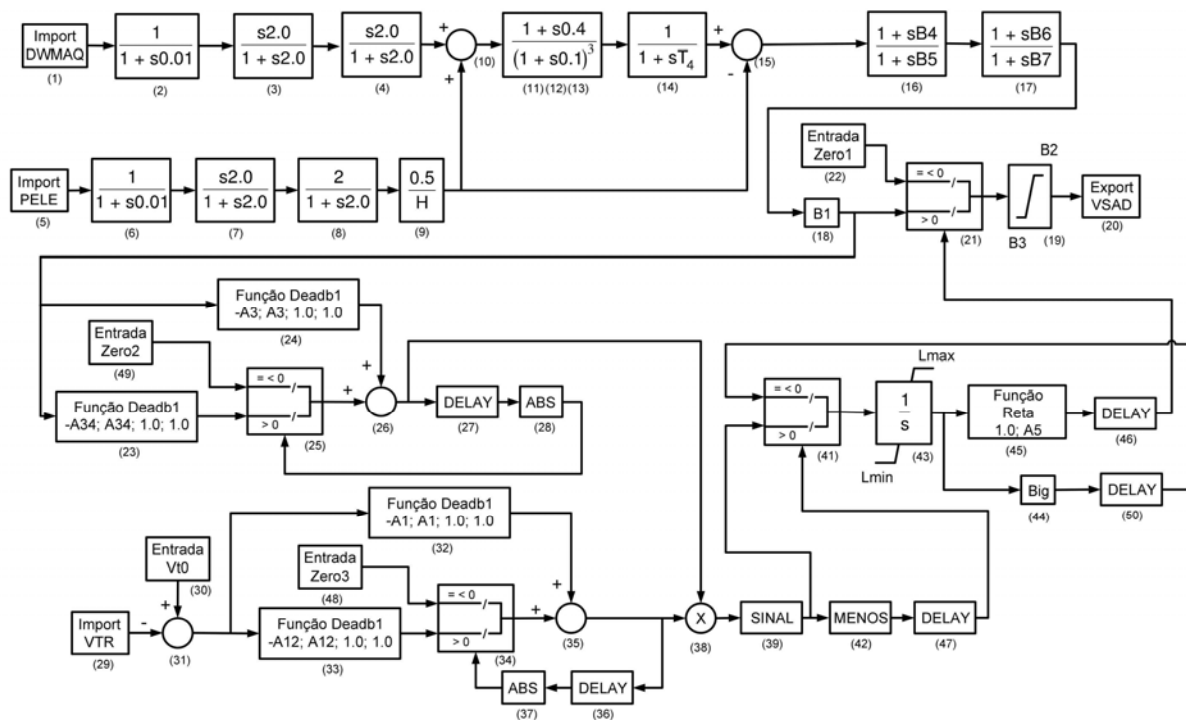 Import
DWMAQ
(1)
1
1 + s0.01
(2)
s2.0
1 + s2.0
(3)
s2.0
1 + s2.0
(4)
+
+
(10)
1 + s0.4
(1 + s0.1)³
(11) (12) (13)
1
1 + sT₄
(14)
+
-
(15)
1 + sB4
1 + sB5
(16)
1 + sB6
1 + sB7
(17)
Import
PELE
(5)
1
1 + s0.01
(6)
s2.0
1 + s2.0
(7)
2
1 + s2.0
(8)
0.5
H
(9)
Entrada
Zero1
(22)
B1
(18)
= < 0
> 0
(21)
B2
B3
(19)
Export
VSAD
(20)
Função Deadb1
-A3; A3; 1.0; 1.0
(24)
Entrada
Zero2
(49)
Função Deadb1
-A34; A34; 1.0; 1.0
(23)
= < 0
> 0
(25)
+
+
(26)
DELAY
(27)
ABS
(28)
= < 0
> 0
(41)
Lmax
1
s
Lmin
(43)
Função
Reta
1.0; A5
(45)
DELAY
(46)
Big
(44)
DELAY
(50)
Função Deadb1
-A1; A1; 1.0; 1.0
(32)
Entrada
Vt0
(30)
Entrada
Zero3
(48)
Import
VTR
(29)
-
+
(31)
Função Deadb1
-A12; A12; 1.0; 1.0
(33)
= < 0
> 0
(34)
+
+
(35)
ABS
(37)
DELAY
(36)
X
(38)
SINAL
(39)
MENOS
(42)
DELAY
(47)